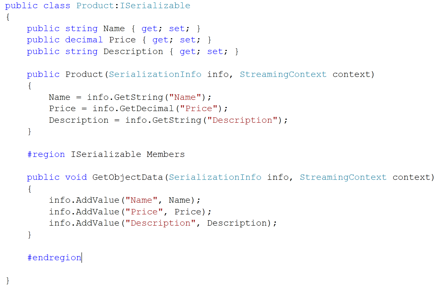 public class Product:ISerializable
{
    public string Name { get; set; }
    public decimal Price { get; set; }
    public string Description { get; set; }
    public Product(SerializationInfo info, StreamingContext context)
    {
        Name = info.GetString("Name");
        Price = info.GetDecimal("Price");
        Description = info.GetString("Description");
    }
    #region ISerializable Members
    public void GetObjectData(SerializationInfo info, StreamingContext context)
    {
        info.AddValue("Name", Name);
        info.AddValue("Price", Price);
        info.AddValue("Description", Description);
    }
    #endregion
}